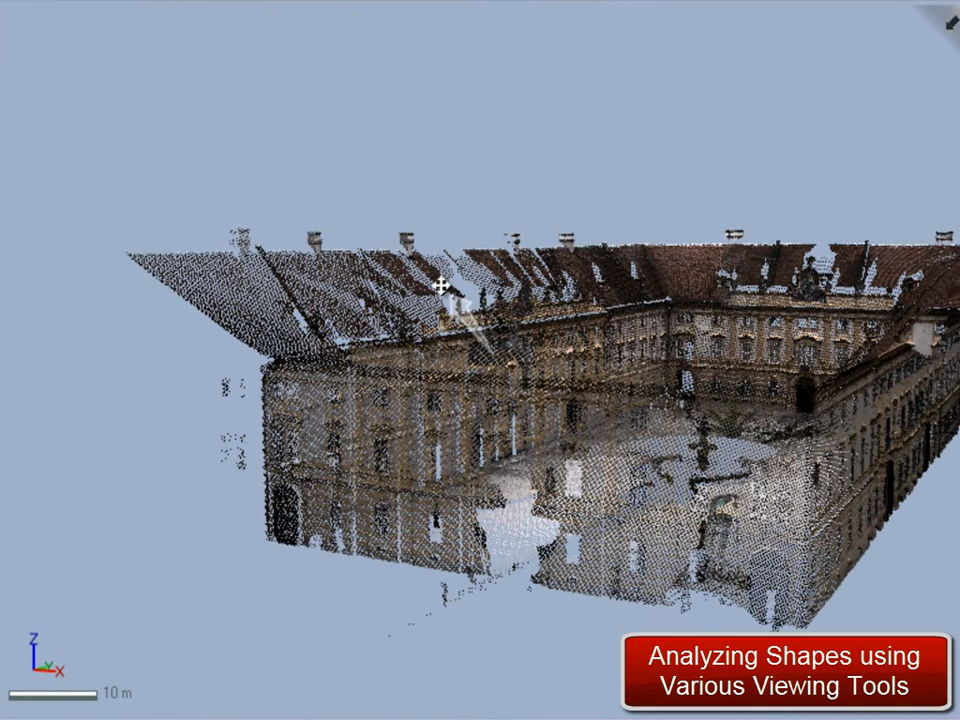 Z
Y
X
10 m
Analyzing Shapes using
Various Viewing Tools